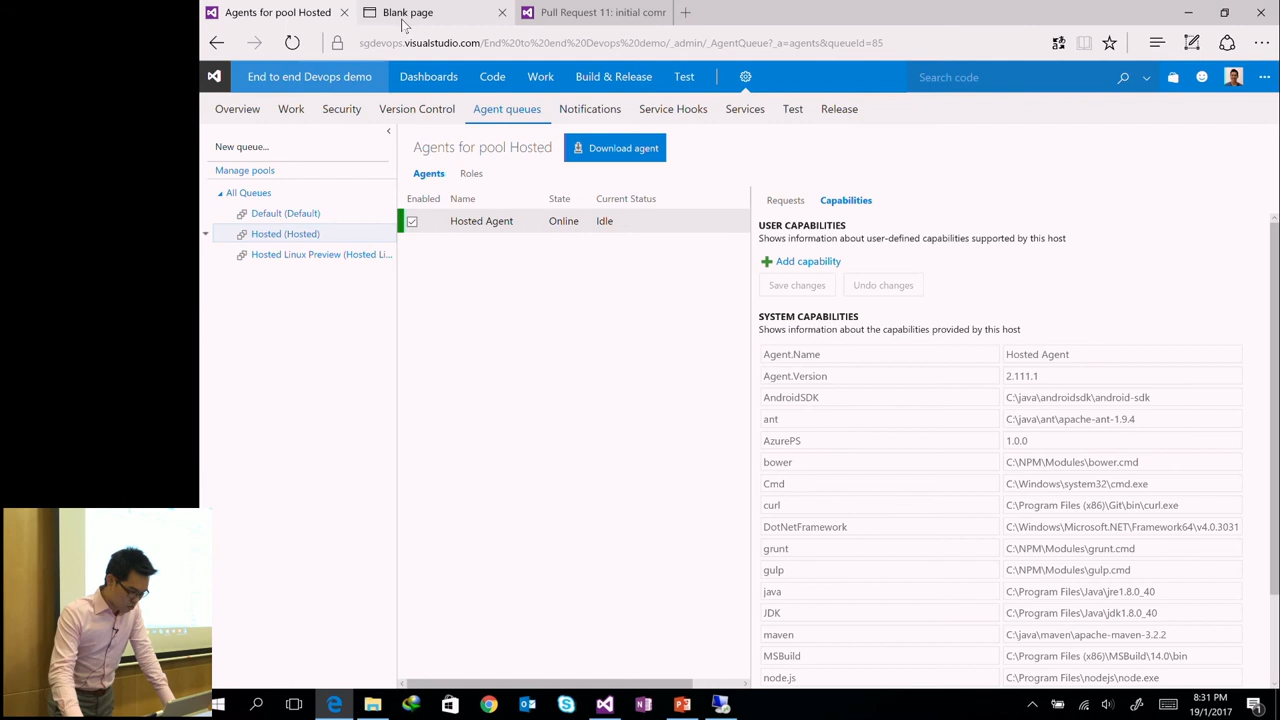 Agents for pool Hosted
Blank page
Pull Request 11: initial comr
sgdevops.visualstudio.com/End%20to%20end%20Devops%20demo/_admin/_AgentQueue?_a=agents&queueId=85
End to end Devops demo
Dashboards
Code
Work
Build & Release
Test
Search code
Overview
Work
Security
Version Control
Agent queues
Notifications
Service Hooks
Services
Test
Release
New queue...
Manage pools
All Queues
Default (Default)
Hosted (Hosted)
Hosted Linux Preview (Hosted Li...
Agents for pool Hosted
Download agent
Agents
Roles
Enabled
Name
State
Current Status
Hosted Agent
Online
Idle
Requests
Capabilities
USER CAPABILITIES
Shows information about user-defined capabilities supported by this host
Add capability
Save changes
Undo changes
SYSTEM CAPABILITIES
Shows information about the capabilities provided by this host
Agent.Name Hosted Agent
Agent.Version 2.111.1
AndroidSDK C:\java\androidsdk\android-sdk
ant C:\java\ant\apache-ant-1.9.4
AzurePS 1.0.0
bower C:\NPM\Modules\bower.cmd
Cmd C:\Windows\system32\cmd.exe
curl C:\Program Files (x86)\Git\bin\curl.exe
DotNetFramework C:\Windows\Microsoft.NET\Framework64\v4.0.3031
grunt C:\NPM\Modules\grunt.cmd
gulp C:\NPM\Modules\gulp.cmd
java C:\Program Files\Java\jre1.8.0_40
JDK C:\Program Files\Java\jdk1.8.0_40
maven C:\java\maven\apache-maven-3.2.2
MSBuild C:\Program Files (x86)\MSBuild\14.0\bin
node.js C:\Program Files\nodejs\node.exe
8:31 PM
19/1/2017